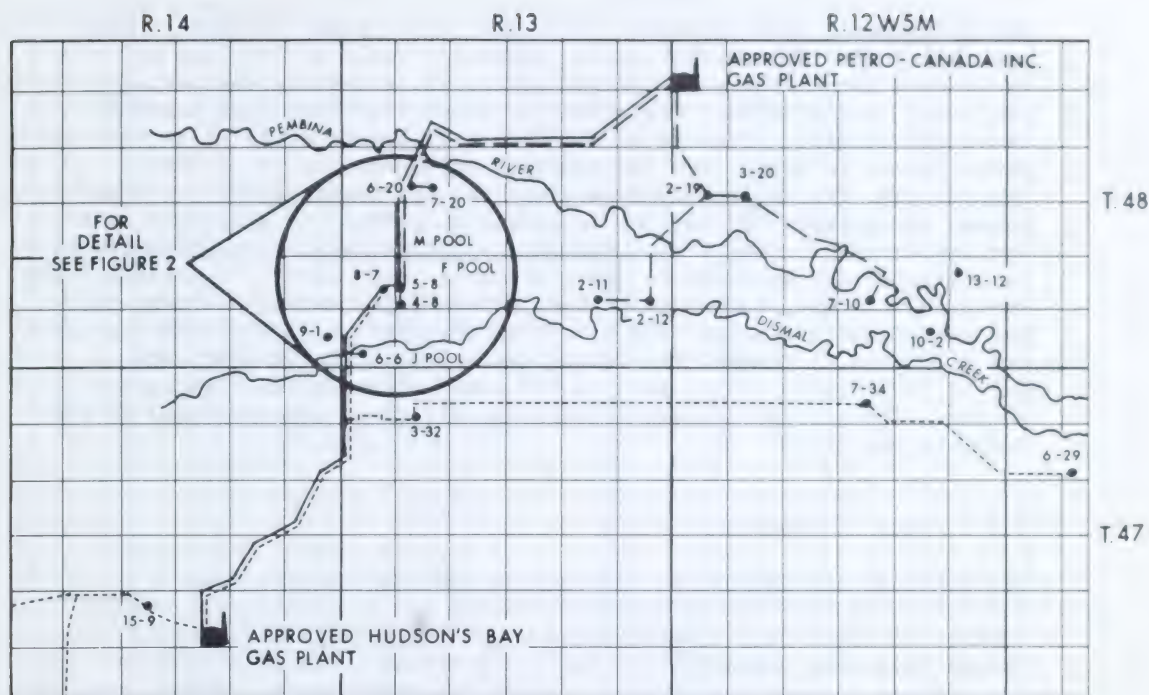 R.14
R.13
R.12W5M
APPROVED PETRO-CANADA INC.
GAS PLANT
PEMBINA
RIVER
6-20
7-20
2-19
3-20
T.48
FOR
DETAIL
SEE FIGURE 2
M POOL
F POOL
8-7
5-8
4-8
2-11
2-12
7-10
13-12
10-2
DISMAL
CREEK
9-1
6-6 J POOL
3-32
7-34
6-29
T.47
15-9
APPROVED HUDSON'S BAY
GAS PLANT